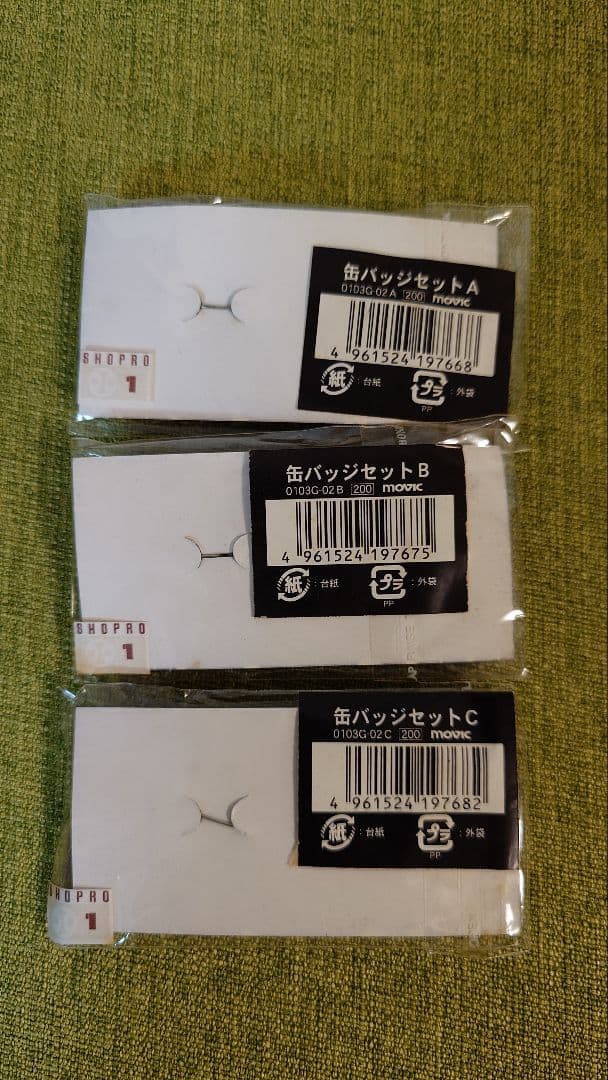 缶バッジセットA
0103G-02A 200 movic
4 961524 197668
紙 : 台紙
プラ : 外袋
PP
SHOPRO
1
缶バッジセットB
0103G-02B 200 movic
4 961524 197675
紙 : 台紙
プラ : 外袋
PP
SHOPRO
1
缶バッジセットC
0103G-02C 200 movic
4 961524 197682
紙 : 台紙
プラ : 外袋
PP
SHOPRO
1